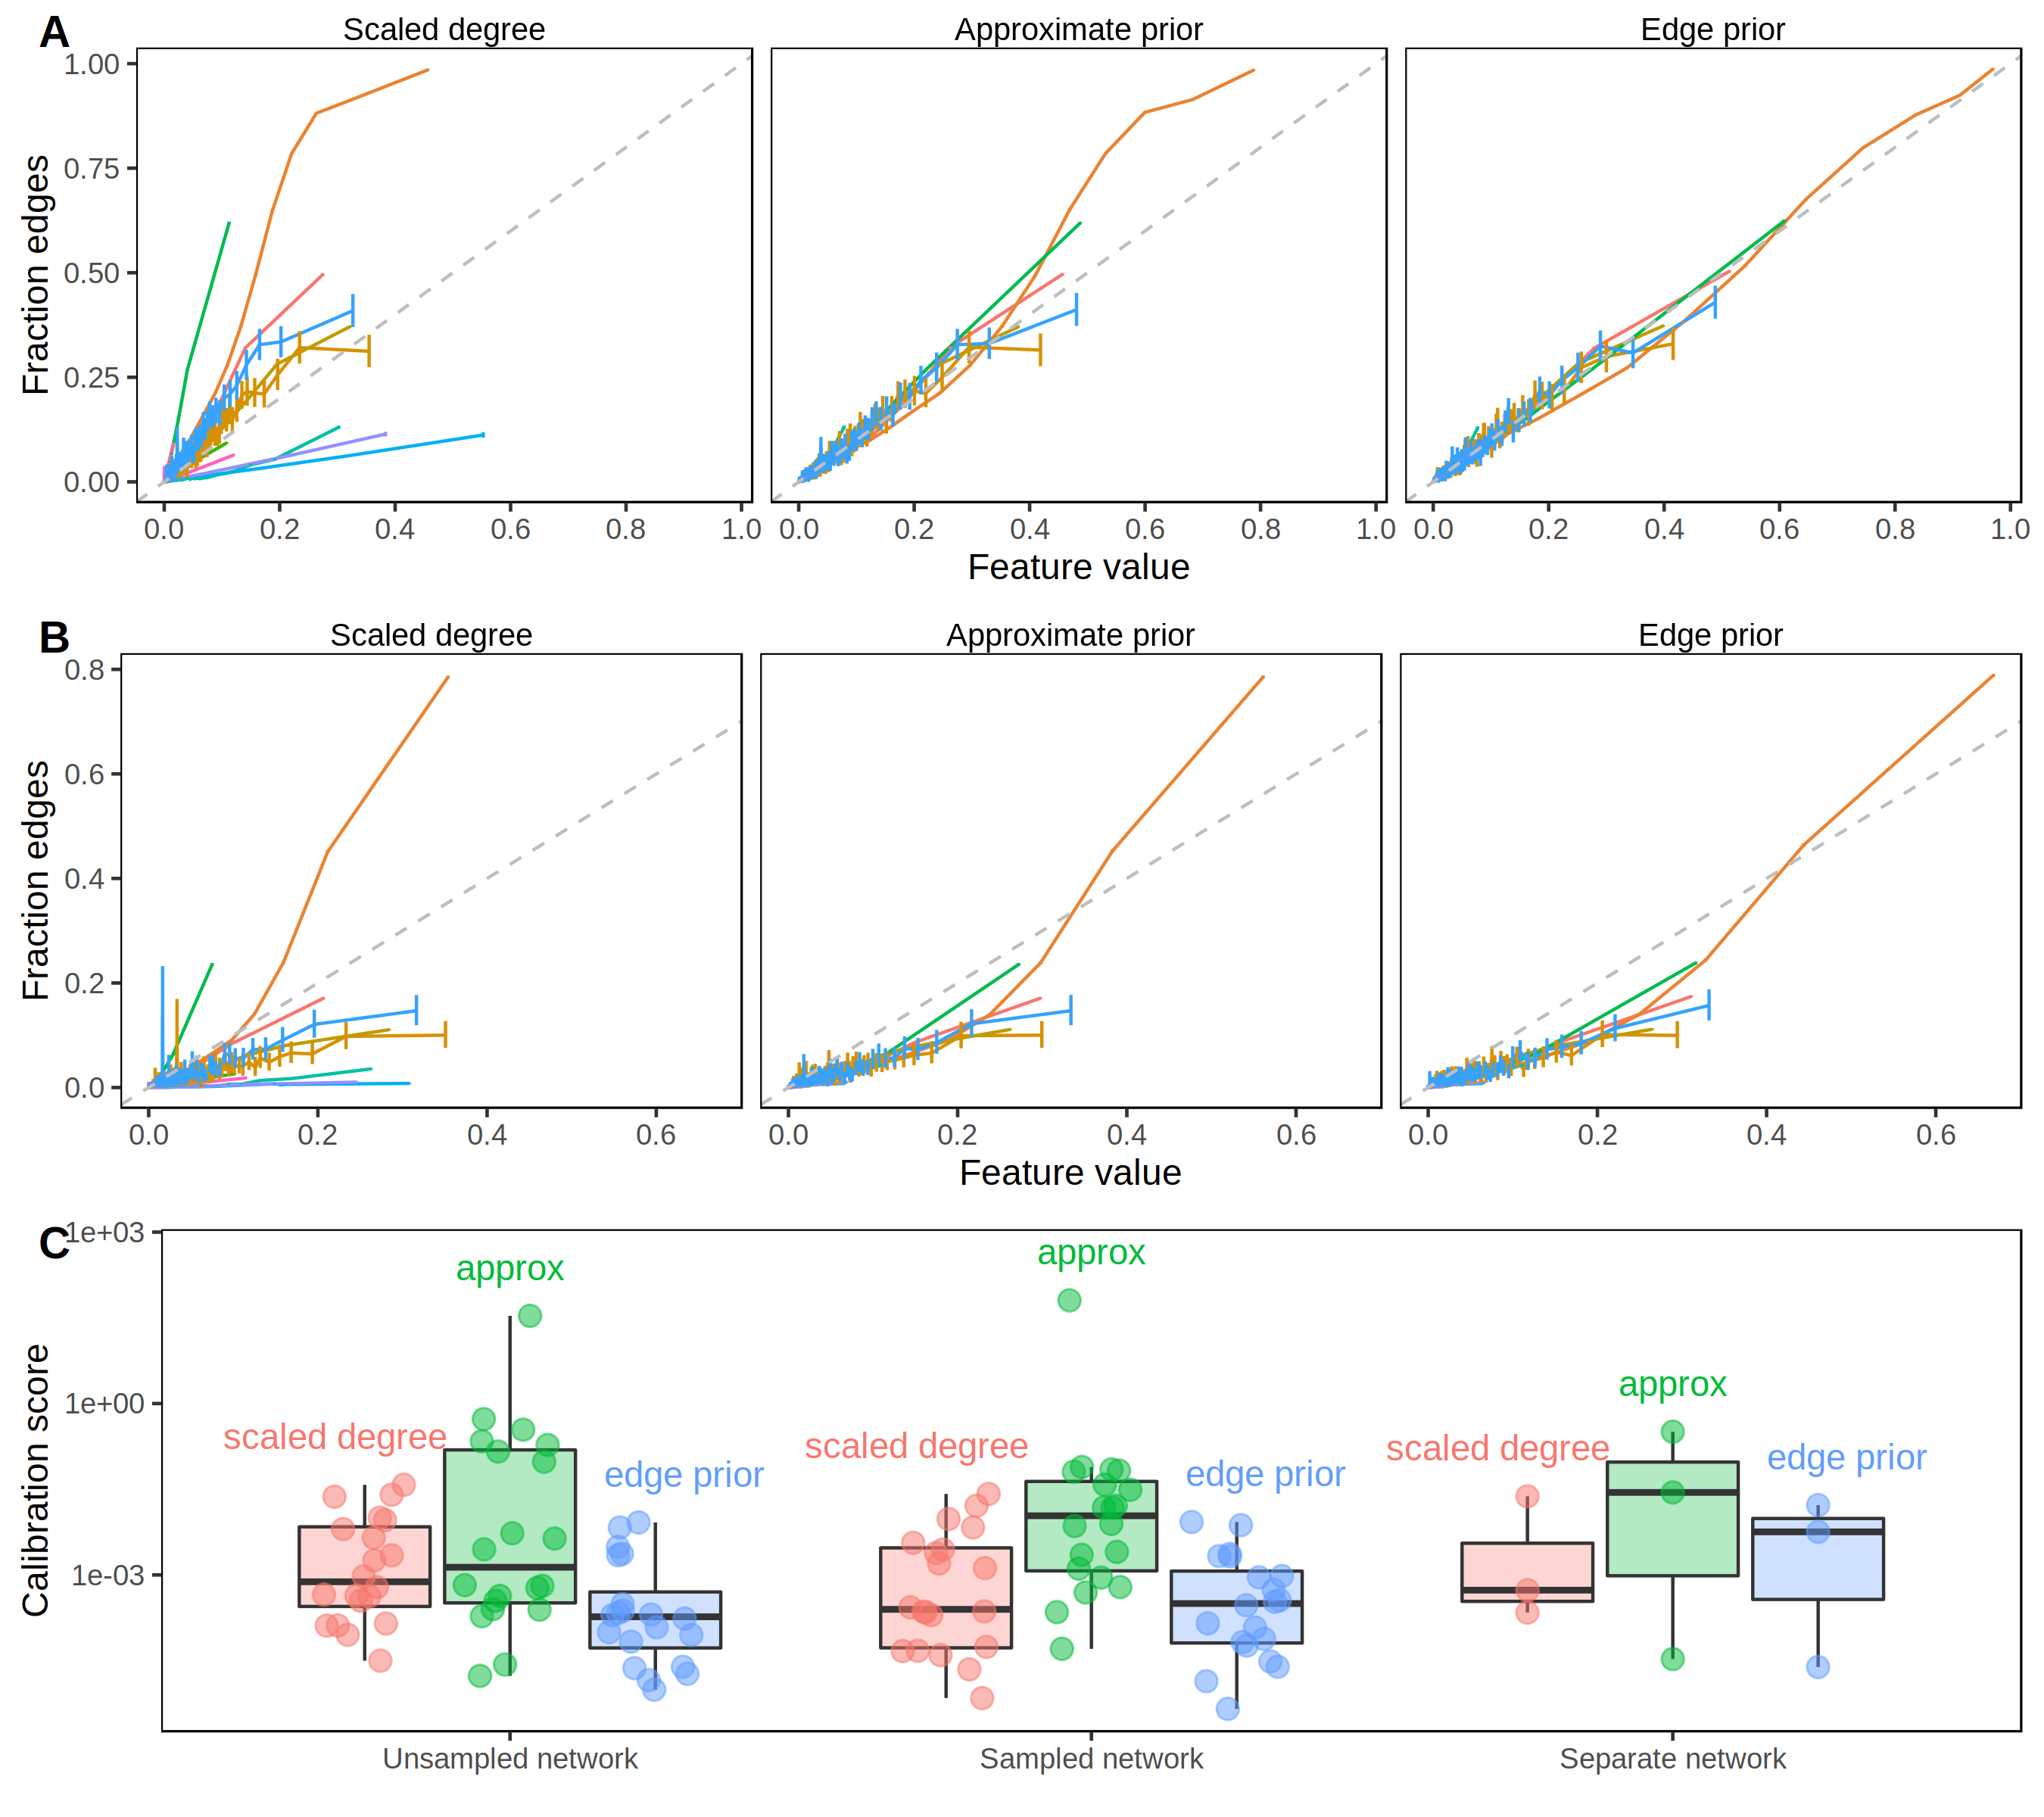 A
Scaled degree
Approximate prior
Edge prior
Fraction edges
1.00
0.75
0.50
0.25
0.00
0.0 0.2 0.4 0.6 0.8 1.0
0.0 0.2 0.4 0.6 0.8 1.0
0.0 0.2 0.4 0.6 0.8 1.0
Feature value
B
Scaled degree
Approximate prior
Edge prior
Fraction edges
0.8
0.6
0.4
0.2
0.0
0.0 0.2 0.4 0.6
0.0 0.2 0.4 0.6
0.0 0.2 0.4 0.6
Feature value
C
Calibration score
1e+03
1e+00
1e-03
scaled degree
approx
edge prior
scaled degree
approx
edge prior
scaled degree
approx
edge prior
Unsampled network
Sampled network
Separate network